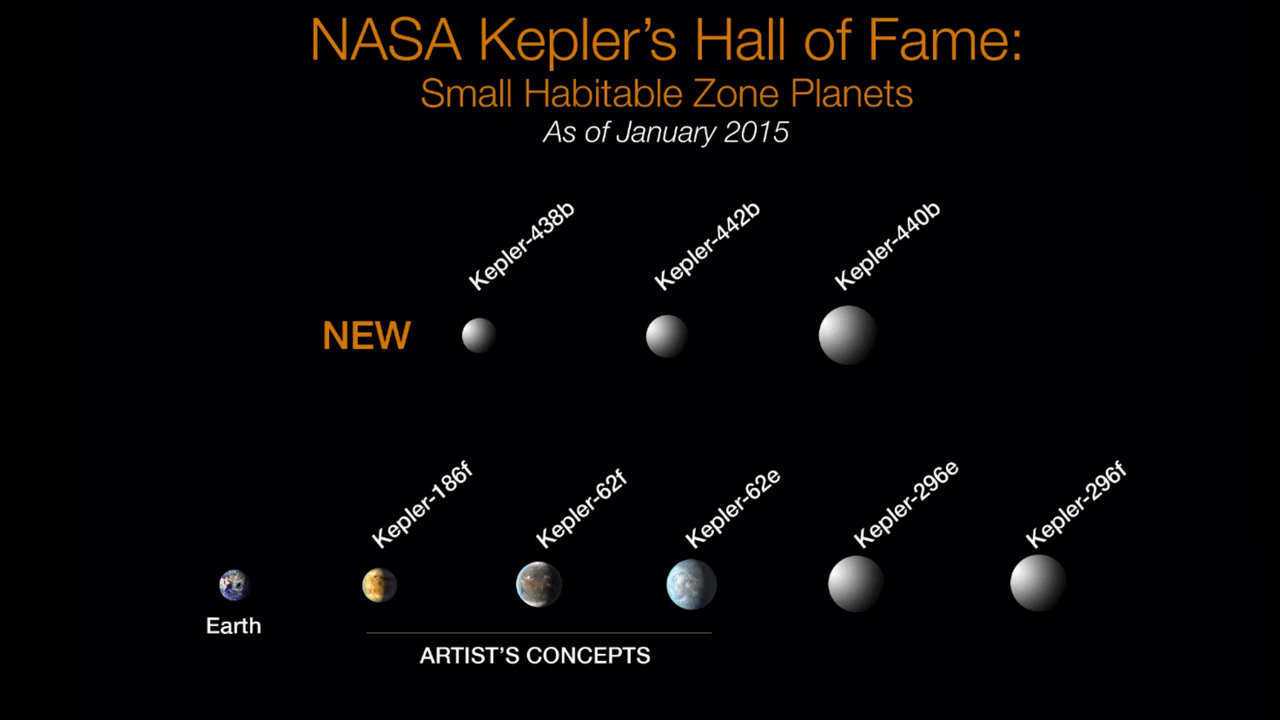 NASA Kepler's Hall of Fame:
Small Habitable Zone Planets
As of January 2015
Kepler-438b
Kepler-442b
Kepler-440b
NEW
Kepler-186f
Kepler-62f
Kepler-62e
Kepler-296e
Kepler-296f
Earth
ARTIST'S CONCEPTS